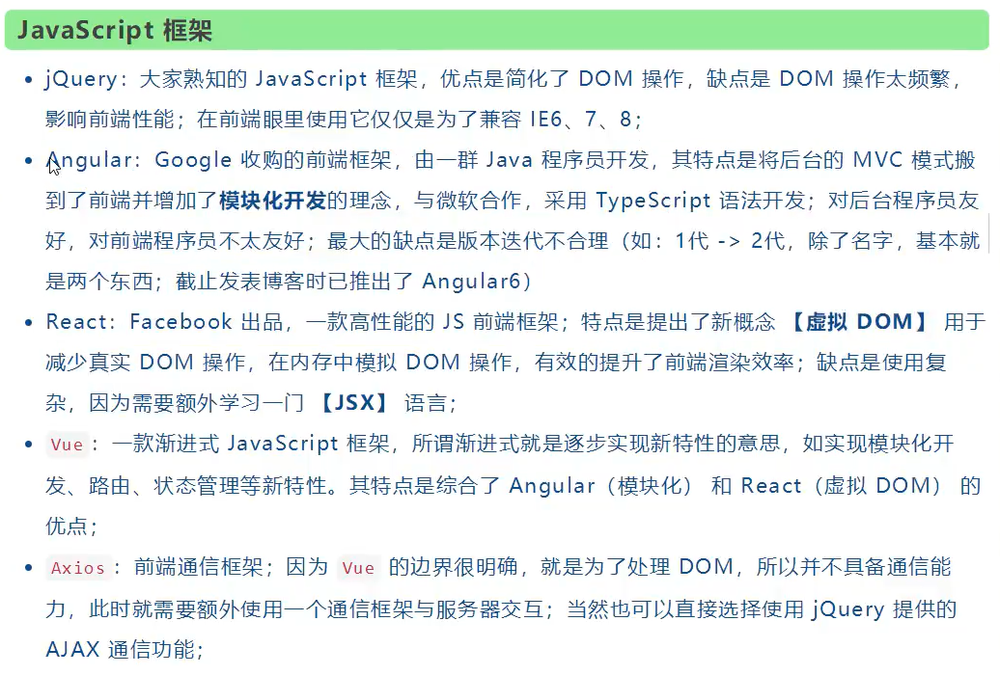 JavaScript 框架
jQuery：大家熟知的 JavaScript 框架，优点是简化了 DOM 操作，缺点是 DOM 操作太频繁，
影响前端性能；在前端眼里使用它仅仅是为了兼容 IE6、7、8；
Angular：Google 收购的前端框架，由一群 Java 程序员开发，其特点是将后台的 MVC 模式搬
到了前端并增加了模块化开发的理念，与微软合作，采用 TypeScript 语法开发；对后台程序员友
好，对前端程序员不太友好；最大的缺点是版本迭代不合理（如：1代 -> 2代，除了名字，基本就
是两个东西；截止发表博客时已推出了 Angular6）
React：Facebook 出品，一款高性能的 JS 前端框架；特点是提出了新概念 【虚拟 DOM】 用于
减少真实 DOM 操作，在内存中模拟 DOM 操作，有效的提升了前端渲染效率；缺点是使用复
杂，因为需要额外学习一门 【JSX】 语言；
Vue：一款渐进式 JavaScript 框架，所谓渐进式就是逐步实现新特性的意思，如实现模块化开
发、路由、状态管理等新特性。其特点是综合了 Angular（模块化） 和 React（虚拟 DOM） 的
优点；
Axios：前端通信框架；因为 Vue 的边界很明确，就是为了处理 DOM，所以并不具备通信能
力，此时就需要额外使用一个通信框架与服务器交互；当然也可以直接选择使用 jQuery 提供的
AJAX 通信功能；